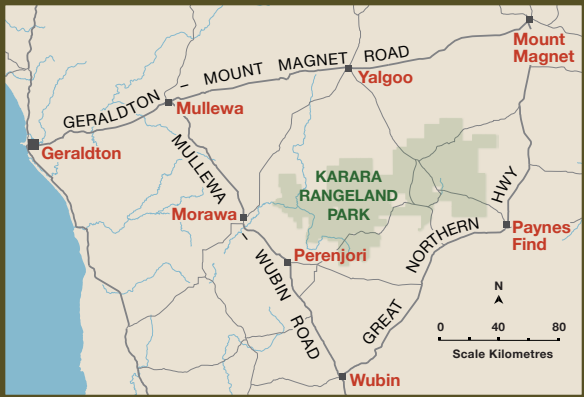 Mount
Magnet
GERALDTON – MOUNT MAGNET ROAD
Yalgoo
Mullewa
Geraldton
KARARA
RANGELAND
PARK
MULLEWA – WUBIN ROAD
Morawa
Perenjori
GREAT NORTHERN HWY
Paynes
Find
Wubin
N
0 40 80
Scale Kilometres